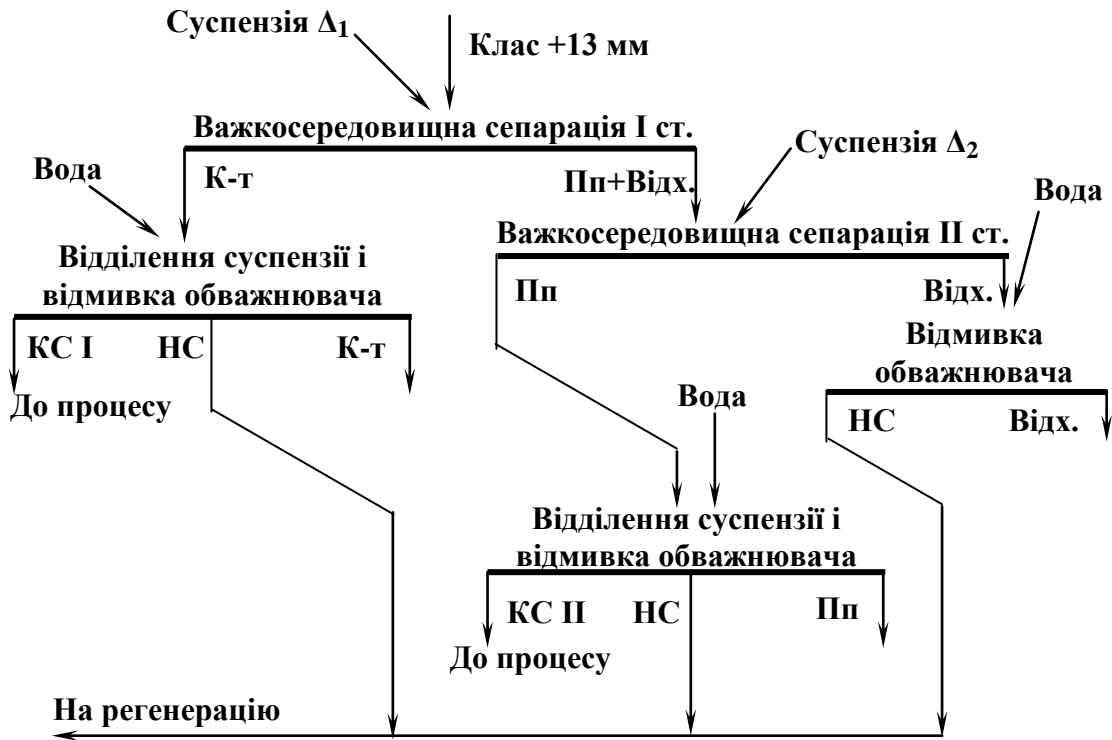 Суспензія Δ1
Клас +13 мм
Важкосередовищна сепарація І ст.
Суспензія Δ2
Вода
К-т
Пп+Відх.
Вода
Важкосередовищна сепарація ІІ ст.
Відділення суспензії і
відмивка обважнювача
Пп
Відх.
КС І
НС
К-т
Відмивка
обважнювача
До процесу
Вода
НС
Відх.
Відділення суспензії і
відмивка обважнювача
КС ІІ
НС
Пп
До процесу
На регенерацію